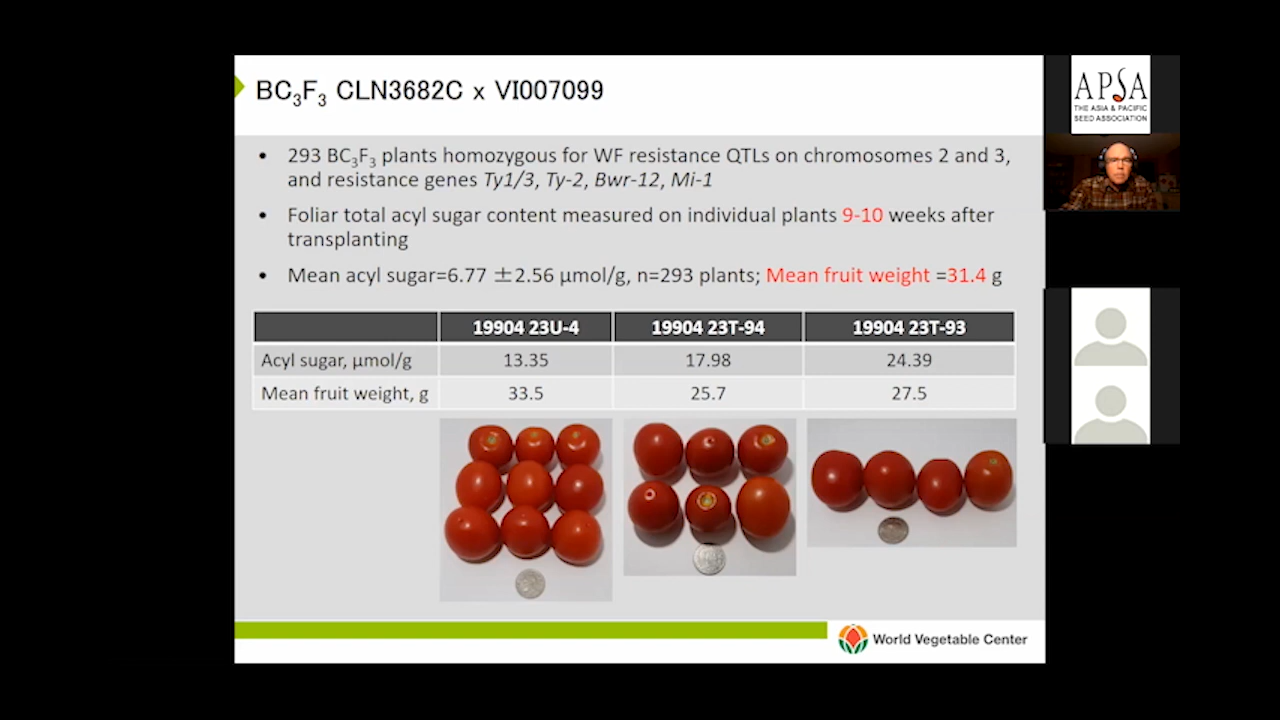 BC₃F₃ CLN3682C x VI007099
• 293 BC₃F₃ plants homozygous for WF resistance QTLs on chromosomes 2 and 3,
and resistance genes Ty1/3, Ty-2, Bwr-12, Mi-1
• Foliar total acyl sugar content measured on individual plants 9-10 weeks after
transplanting
• Mean acyl sugar=6.77 ±2.56 µmol/g, n=293 plants; Mean fruit weight =31.4 g
19904 23U-4 19904 23T-94 19904 23T-93
Acyl sugar, µmol/g 13.35 17.98 24.39
Mean fruit weight, g 33.5 25.7 27.5
World Vegetable Center
APSA
THE ASIA & PACIFIC
SEED ASSOCIATION